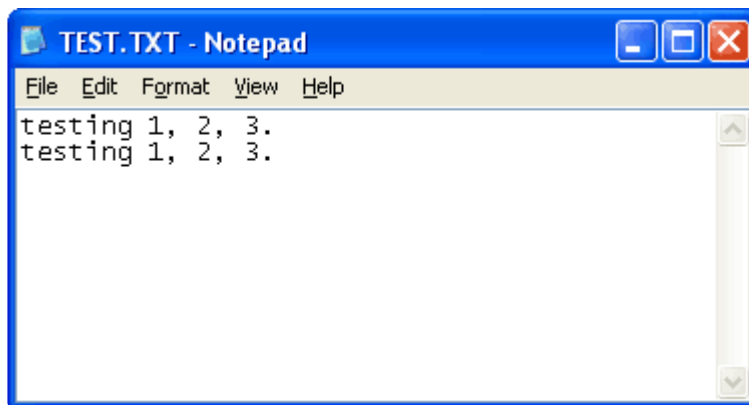 TEST.TXT - Notepad
File Edit Format View Help
testing 1, 2, 3.
testing 1, 2, 3.